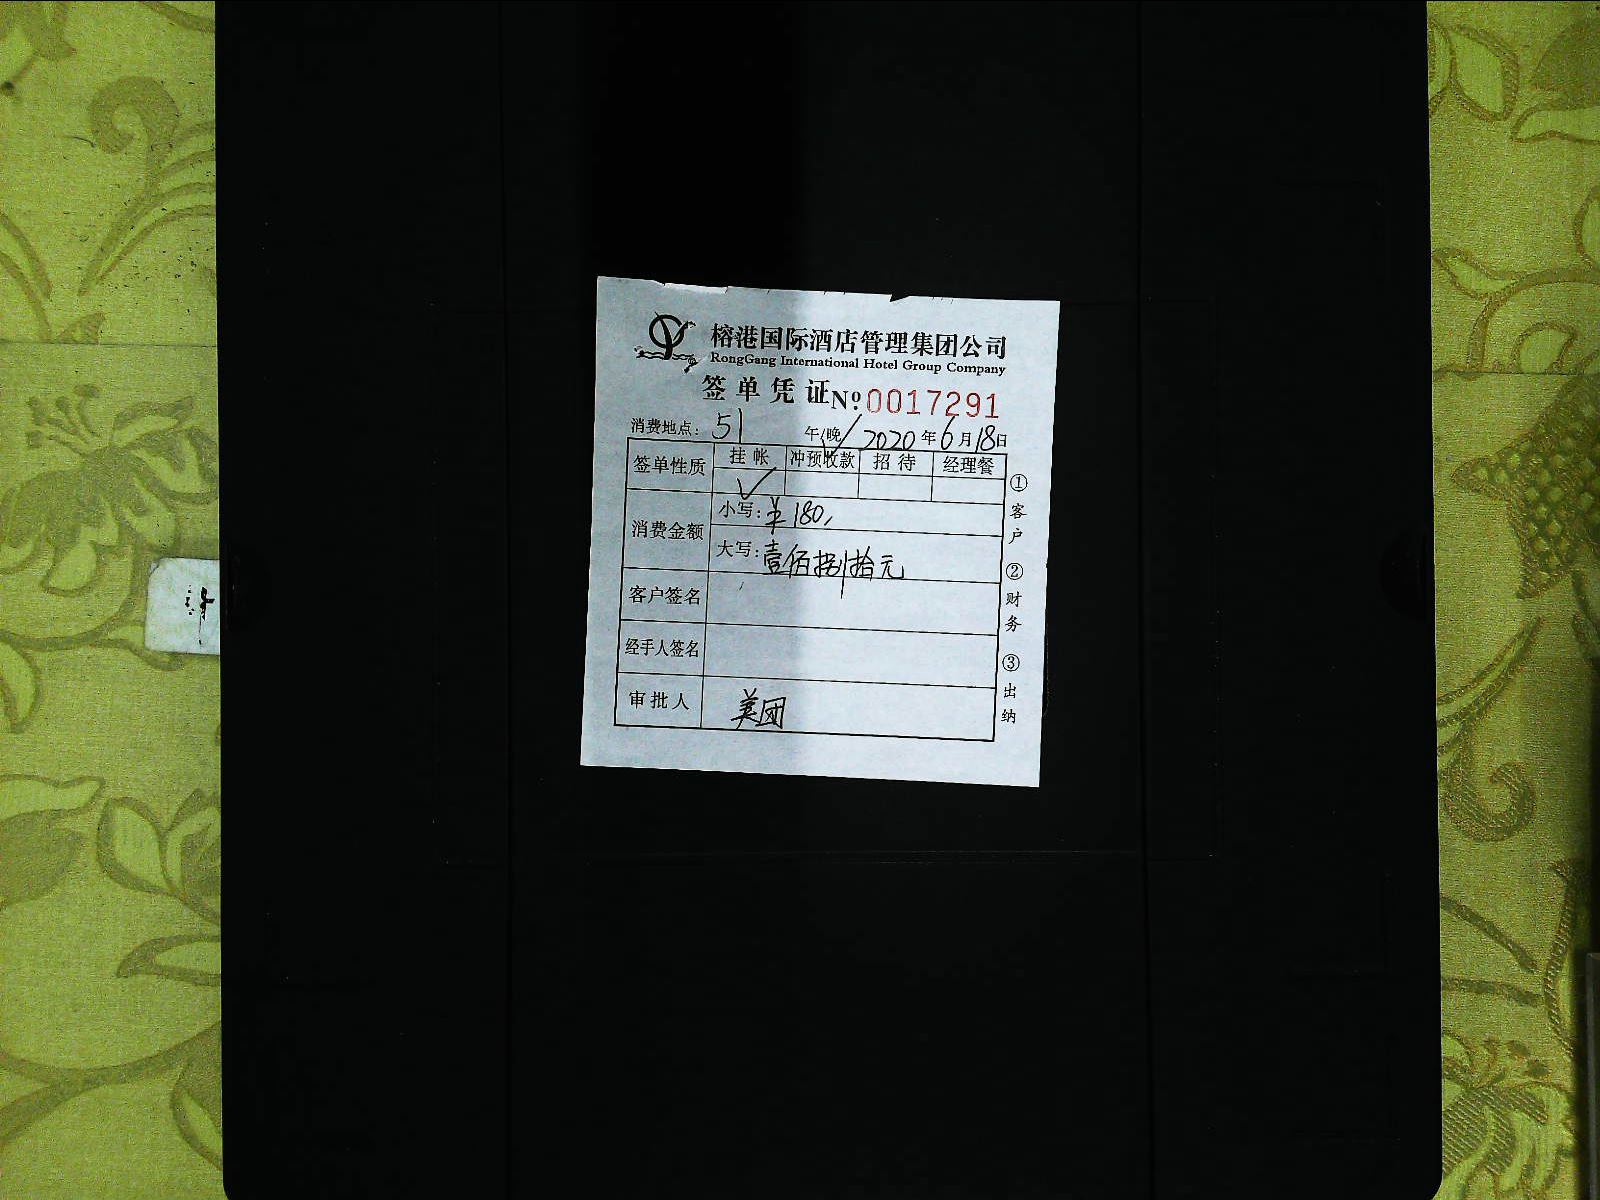 榕港国际酒店管理集团公司
RongGang International Hotel Group Company
签单凭证 Nº 0017291
消费地点: 51 午/晚√ 2020年6月18日
签单性质 挂帐 冲预收款 招待 经理餐
√
消费金额
小写: ¥180,
大写: 壹佰捌拾元
客户签名
经手人签名
审批人 美团
①客户 ②财务 ③出纳